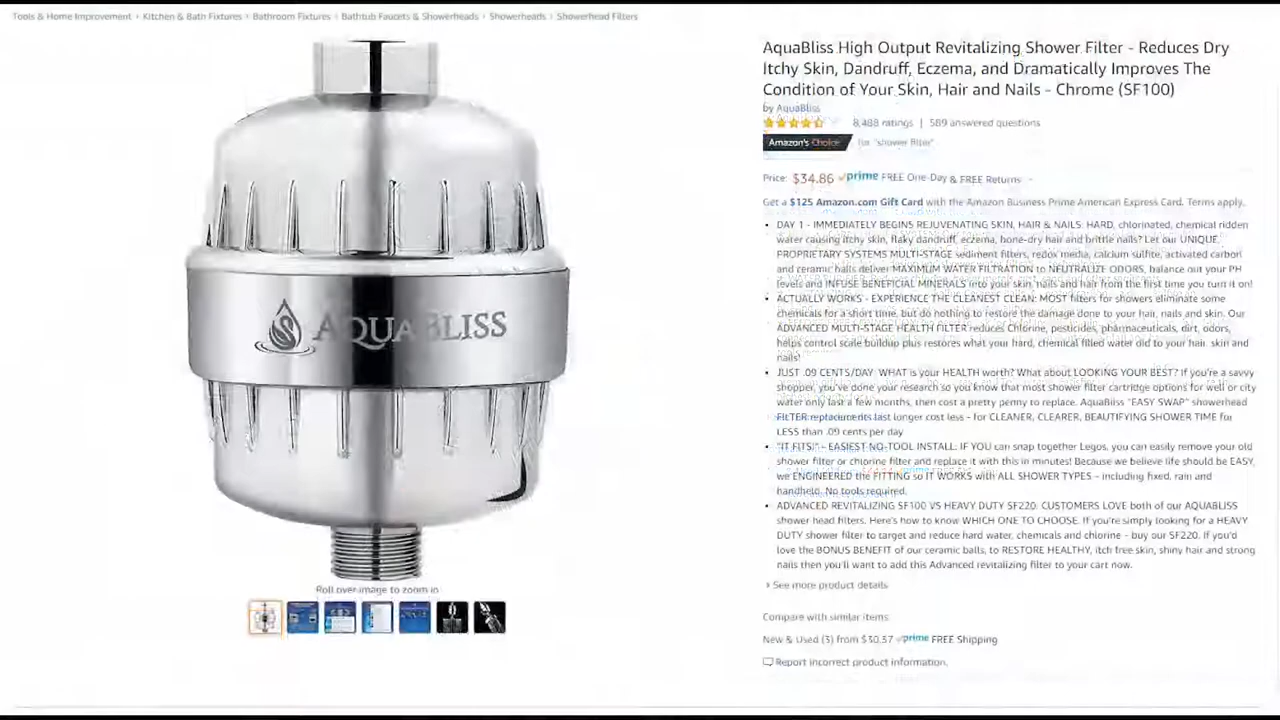 Tools & Home Improvement › Kitchen & Bath Fixtures › Bathroom Fixtures › Bathtub Faucets & Showerheads › Showerheads › Showerhead Filters
AquaBliss High Output Revitalizing Shower Filter - Reduces Dry
Itchy Skin, Dandruff, Eczema, and Dramatically Improves The
Condition of Your Skin, Hair and Nails - Chrome (SF100)
by AquaBliss
8,488 ratings | 589 answered questions
Amazon's Choice for "shower filter"
Price: $34.86 prime FREE One-Day & FREE Returns
Get a $125 Amazon.com Gift Card with the Amazon Business Prime American Express Card. Terms apply.
• DAY 1 - IMMEDIATELY BEGINS REJUVENATING SKIN, HAIR & NAILS: HARD, chlorinated, chemical ridden
water causing itchy skin, flaky dandruff, eczema, bone-dry hair and brittle nails? Let our UNIQUE,
PROPRIETARY SYSTEMS MULTI-STAGE sediment filters, redox media, calcium sulfite, activated carbon
and ceramic balls deliver MAXIMUM WATER FILTRATION to NEUTRALIZE ODORS, balance out your PH
levels and INFUSE BENEFICIAL MINERALS into your skin, nails and hair from the first time you turn it on!
• ACTUALLY WORKS - EXPERIENCE THE CLEANEST CLEAN: MOST filters for showers eliminate some
chemicals for a short time, but do nothing to restore the damage done to your hair, nails and skin. Our
ADVANCED MULTI-STAGE HEALTH FILTER reduces Chlorine, pesticides, pharmaceuticals, dirt, odors,
helps control scale buildup plus restores what your hard, chemical filled water old to your hair, skin and
nails!
• JUST .09 CENTS/DAY: WHAT is your HEALTH worth? What about LOOKING YOUR BEST? If you're a savvy
shopper, you've done your research so you know that most shower filter cartridge options for well or city
water only last a few months, then cost a pretty penny to replace. AquaBliss "EASY SWAP" showerhead
FILTER replacements last longer cost less - for CLEANER, CLEARER, BEAUTIFYING SHOWER TIME for
LESS than .09 cents per day
• "IT FITS!" - EASIEST NO-TOOL INSTALL: IF YOU can snap together Legos, you can easily remove your old
shower filter or chlorine filter and replace it with this in minutes! Because we believe life should be EASY,
we ENGINEERED the FITTING so IT WORKS with ALL SHOWER TYPES - including fixed, rain and
handheld. No tools required.
• ADVANCED REVITALIZING SF100 VS HEAVY DUTY SF220: CUSTOMERS LOVE both of our AQUABLISS
shower head filters. Here's how to know WHICH ONE TO CHOOSE. If you're simply looking for a HEAVY
DUTY shower filter to target and reduce hard water, chemicals and chlorine - buy our SF220. If you'd
love the BONUS BENEFIT of our ceramic balls, to RESTORE HEALTHY, itch free skin, shiny hair and strong
nails then you'll want to add this Advanced revitalizing filter to your cart now.
› See more product details
Compare with similar items
New & Used (3) from $30.37 prime FREE Shipping
Report incorrect product information.
AQUABLISS
Roll over image to zoom in